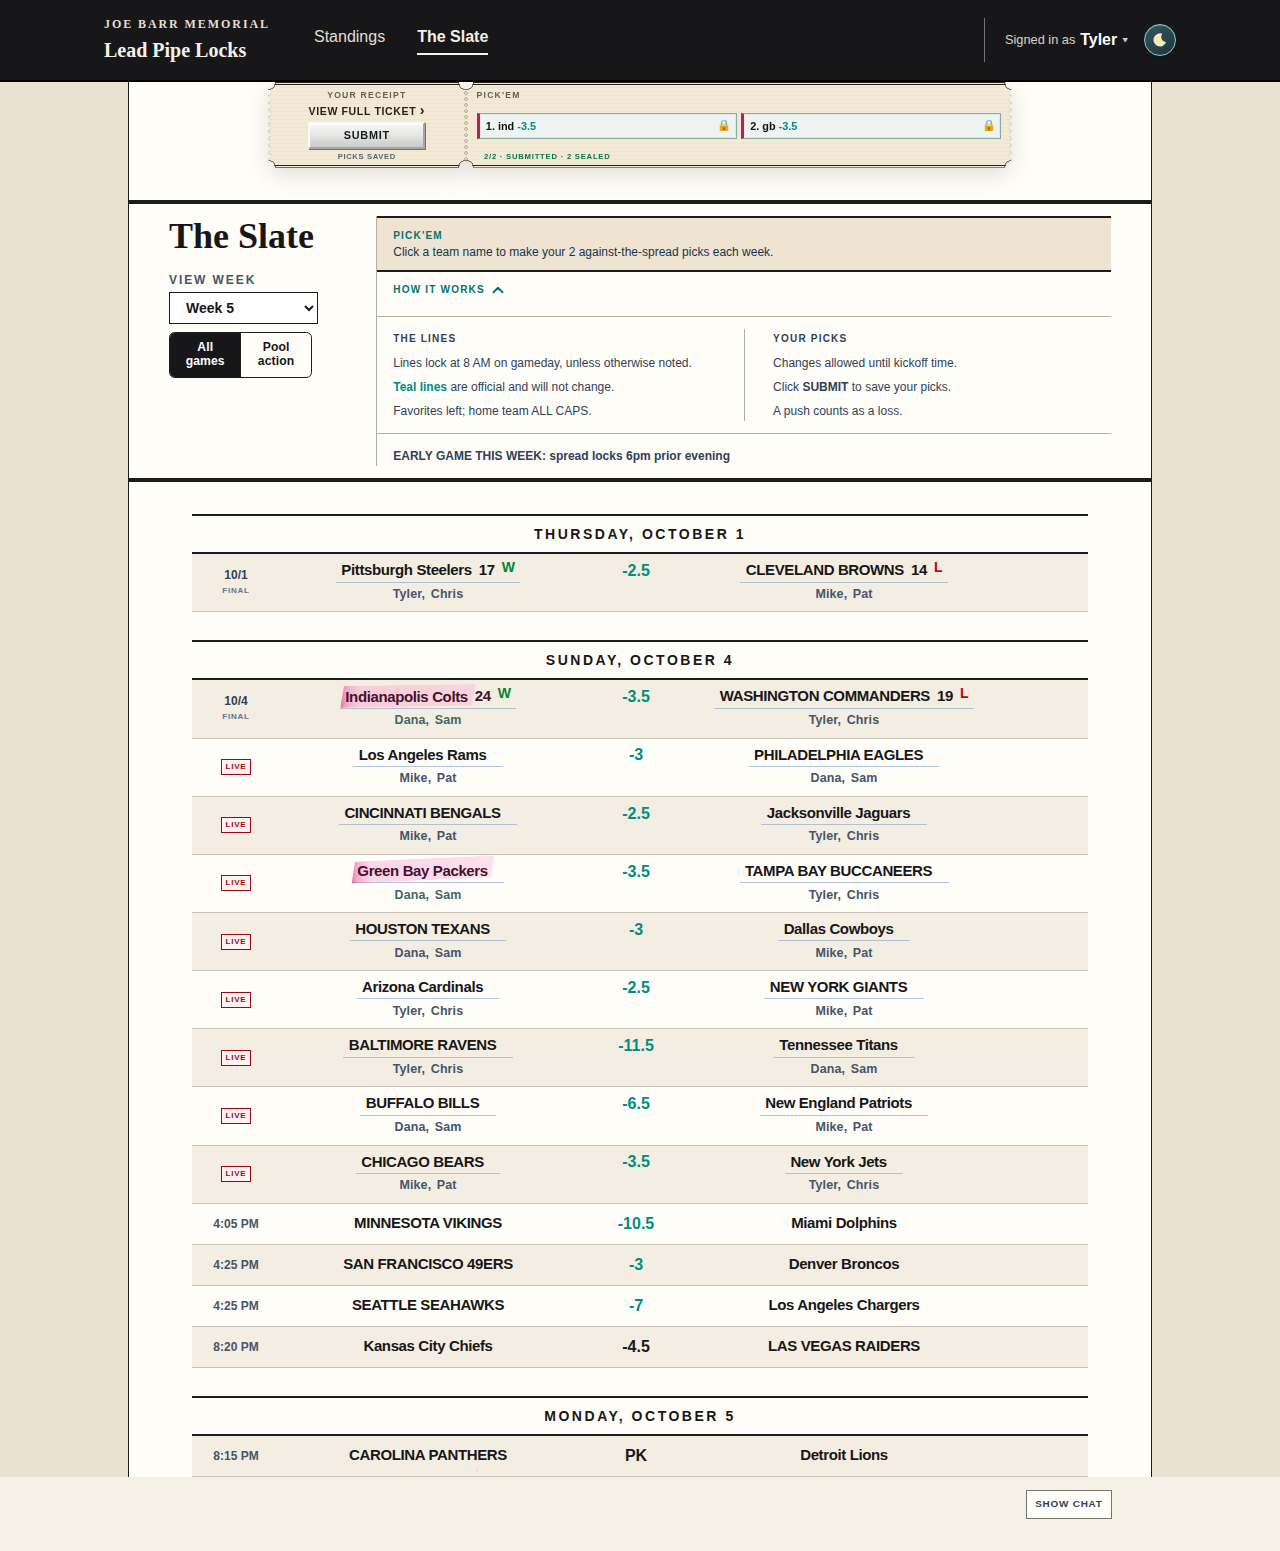 JOE BARR MEMORIAL
Lead Pipe Locks
Standings
The Slate
Signed in as Tyler ▾
YOUR RECEIPT
VIEW FULL TICKET ›
SUBMIT
PICKS SAVED
PICK'EM
1. ind -3.5
2. gb -3.5
2/2 · SUBMITTED · 2 SEALED
The Slate
VIEW WEEK
Week 5
All games
Pool action
PICK'EM
Click a team name to make your 2 against-the-spread picks each week.
HOW IT WORKS
THE LINES
Lines lock at 8 AM on gameday, unless otherwise noted.
Teal lines are official and will not change.
Favorites left; home team ALL CAPS.
YOUR PICKS
Changes allowed until kickoff time.
Click SUBMIT to save your picks.
A push counts as a loss.
EARLY GAME THIS WEEK: spread locks 6pm prior evening
THURSDAY, OCTOBER 1
10/1 FINAL
Pittsburgh Steelers 17 W -2.5 CLEVELAND BROWNS 14 L
Tyler, Chris Mike, Pat
SUNDAY, OCTOBER 4
10/4 FINAL
Indianapolis Colts 24 W -3.5 WASHINGTON COMMANDERS 19 L
Dana, Sam Tyler, Chris
LIVE Los Angeles Rams -3 PHILADELPHIA EAGLES
Mike, Pat Dana, Sam
LIVE CINCINNATI BENGALS -2.5 Jacksonville Jaguars
Mike, Pat Tyler, Chris
LIVE Green Bay Packers -3.5 TAMPA BAY BUCCANEERS
Dana, Sam Tyler, Chris
LIVE HOUSTON TEXANS -3 Dallas Cowboys
Dana, Sam Mike, Pat
LIVE Arizona Cardinals -2.5 NEW YORK GIANTS
Tyler, Chris Mike, Pat
LIVE BALTIMORE RAVENS -11.5 Tennessee Titans
Tyler, Chris Dana, Sam
LIVE BUFFALO BILLS -6.5 New England Patriots
Dana, Sam Mike, Pat
LIVE CHICAGO BEARS -3.5 New York Jets
Mike, Pat Tyler, Chris
4:05 PM MINNESOTA VIKINGS -10.5 Miami Dolphins
4:25 PM SAN FRANCISCO 49ERS -3 Denver Broncos
4:25 PM SEATTLE SEAHAWKS -7 Los Angeles Chargers
8:20 PM Kansas City Chiefs -4.5 LAS VEGAS RAIDERS
MONDAY, OCTOBER 5
8:15 PM CAROLINA PANTHERS PK Detroit Lions
SHOW CHAT